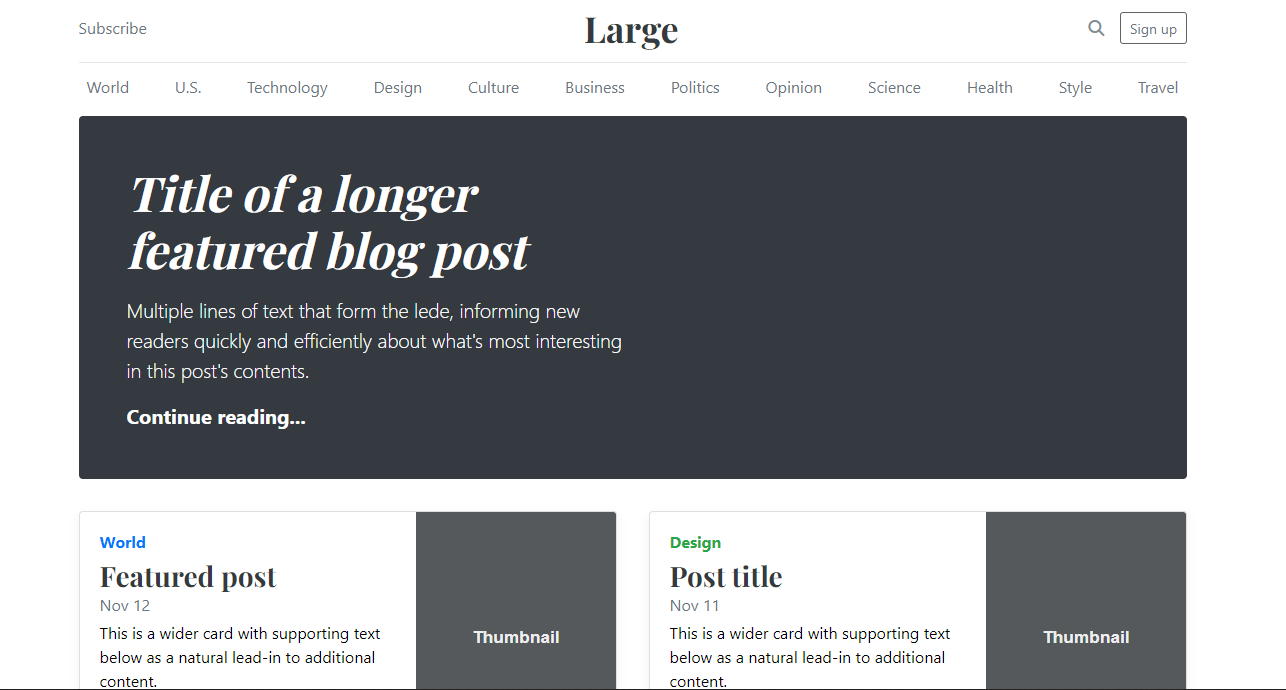 Subscribe
Large
Sign up
World U.S. Technology Design Culture Business Politics Opinion Science Health Style Travel
Title of a longer
featured blog post
Multiple lines of text that form the lede, informing new
readers quickly and efficiently about what's most interesting
in this post's contents.
Continue reading...
World
Featured post
Nov 12
This is a wider card with supporting text
below as a natural lead-in to additional
content.
Thumbnail
Design
Post title
Nov 11
This is a wider card with supporting text
below as a natural lead-in to additional
content.
Thumbnail